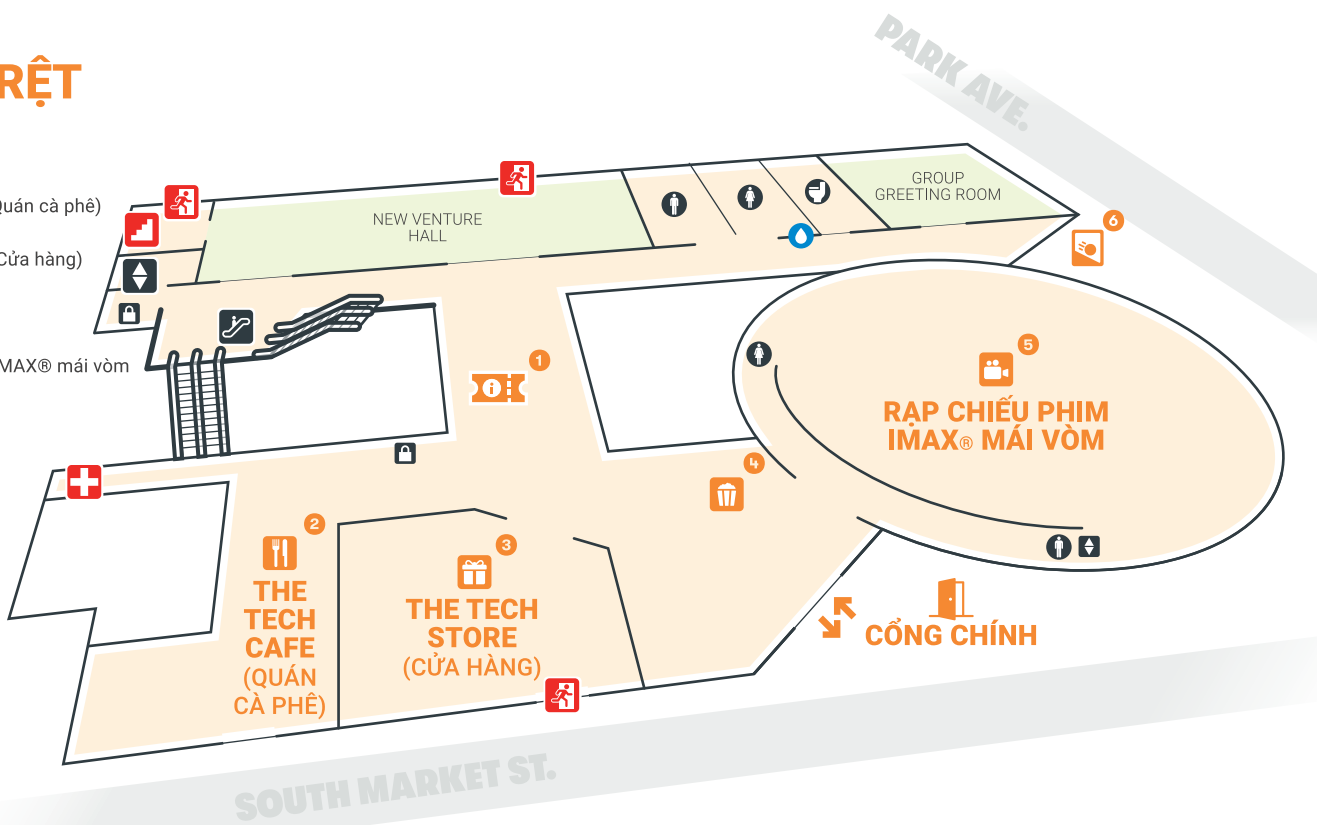 RỆT
Quán cà phê)
Cửa hàng)
IMAX® mái vòm
PARK AVE.
NEW VENTURE
HALL
GROUP
GREETING ROOM
6
1
5
RẠP CHIẾU PHIM
IMAX® MÁI VÒM
4
2
THE
TECH
CAFE
(QUÁN
CÀ PHÊ)
3
THE TECH
STORE
(CỬA HÀNG)
CỔNG CHÍNH
SOUTH MARKET ST.